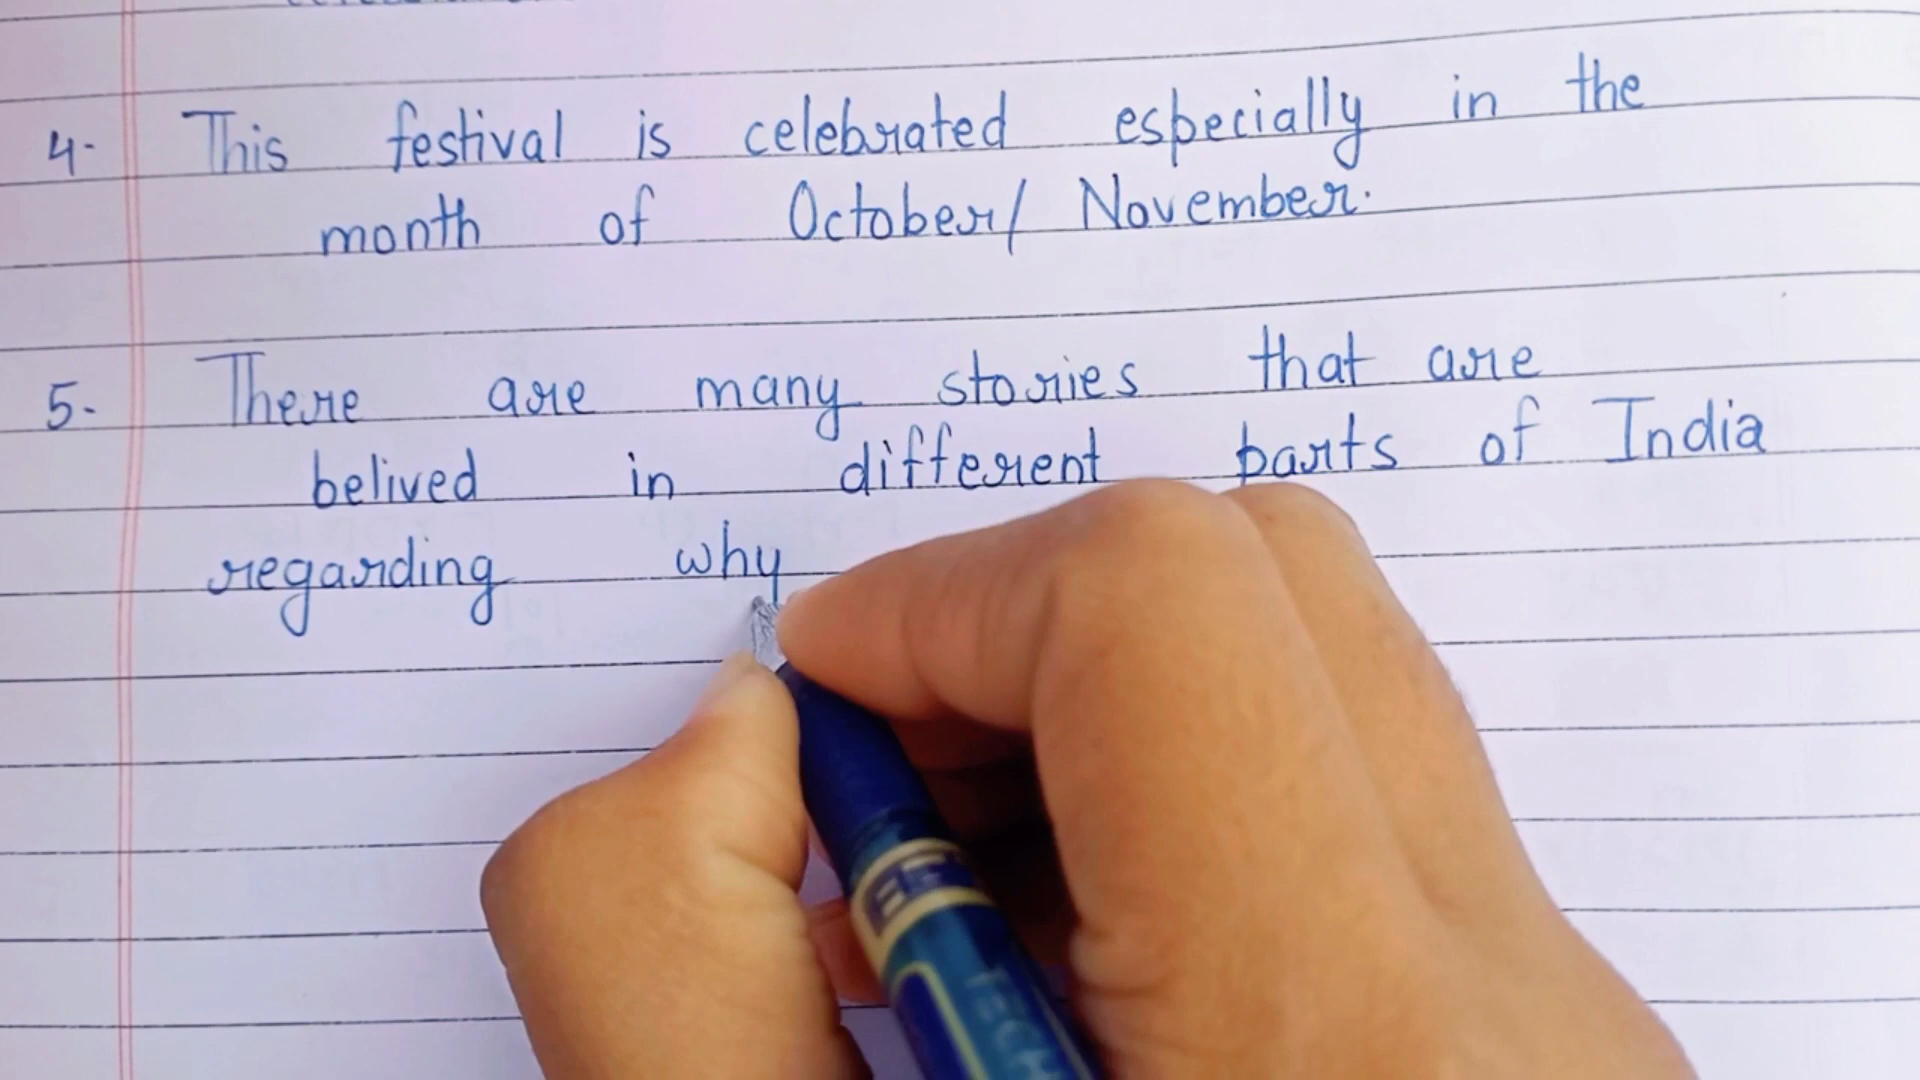 4- This festival is celebrated especially in the
month of October/ November.
5- There are many stories that are
belived in different parts of India
regarding why
TECH